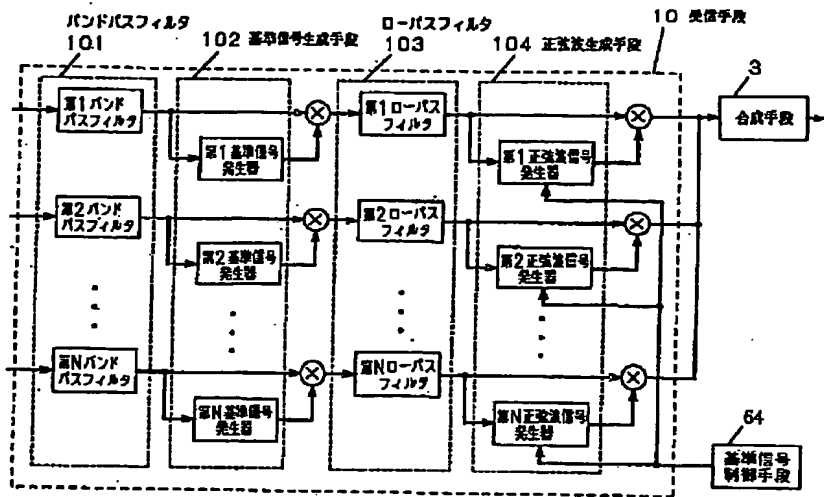 バンドパスフィルタ
101
102 基準信号生成手段
ローパスフィルタ
103
104 正弦波生成手段
10 受信手段
3
合成手段
第1バンド
パスフィルタ
第1基準信号
発生器
第1ローパス
フィルタ
第1正弦波信号
発生器
第2バンド
パスフィルタ
第2基準信号
発生器
第2ローパス
フィルタ
第2正弦波信号
発生器
第Nバンド
パスフィルタ
第N基準信号
発生器
第Nローパス
フィルタ
第N正弦波信号
発生器
64
基準信号
制御手段